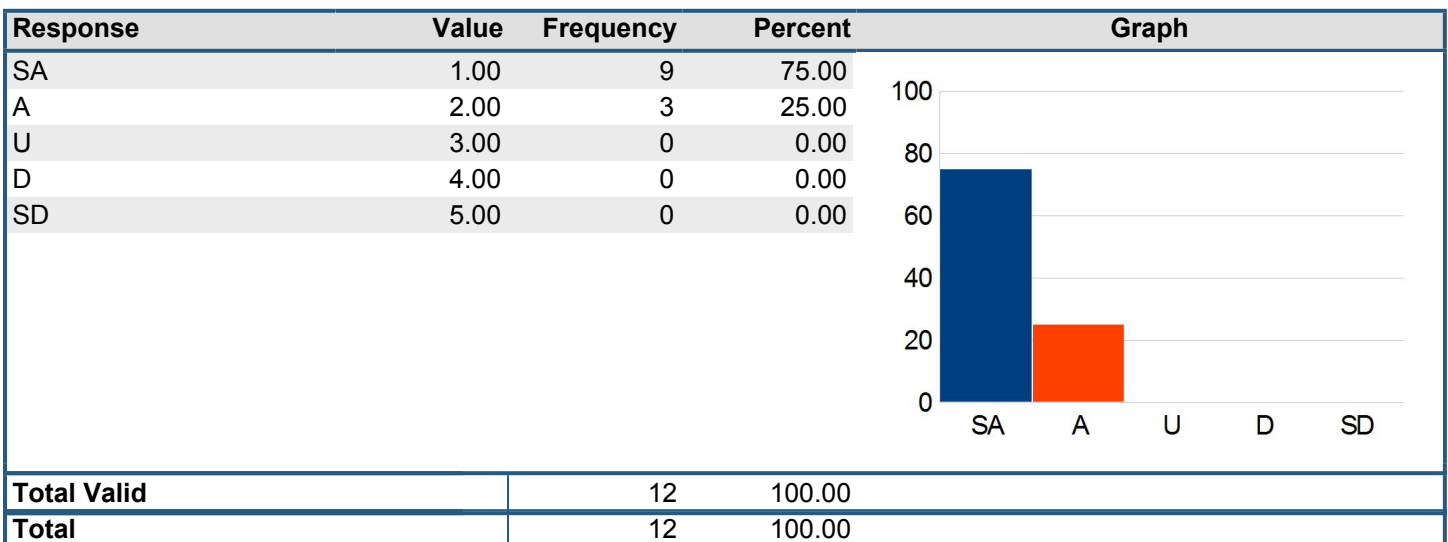 Response Value Frequency Percent Graph
SA 1.00 9 75.00
A 2.00 3 25.00
U 3.00 0 0.00
D 4.00 0 0.00
SD 5.00 0 0.00
100
80
60
40
20
0
SA A U D SD
Total Valid 12 100.00
Total 12 100.00